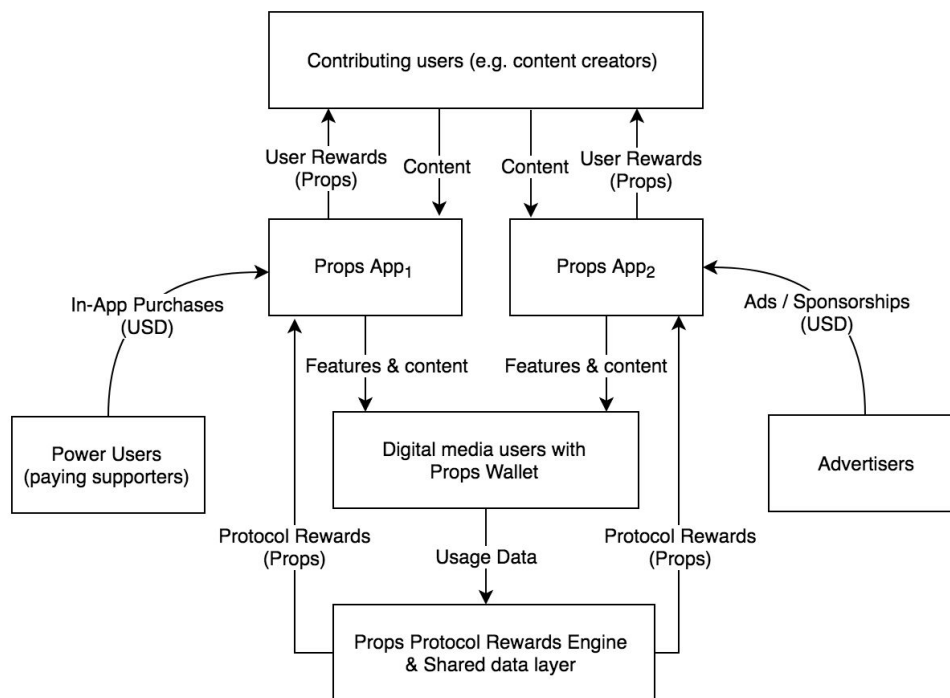 Contributing users (e.g. content creators)
User Rewards
(Props)
Content
Content
User Rewards
(Props)
Props App1
Props App2
In-App Purchases
(USD)
Ads / Sponsorships
(USD)
Features & content
Features & content
Power Users
(paying supporters)
Digital media users with
Props Wallet
Advertisers
Protocol Rewards
(Props)
Usage Data
Protocol Rewards
(Props)
Props Protocol Rewards Engine
& Shared data layer